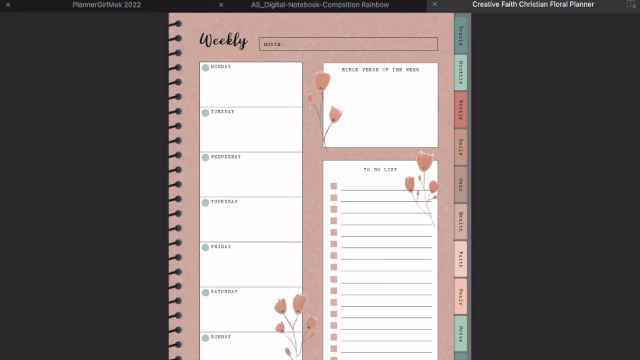 PlannerGirlMek 2022
AS_Digital-Notebook-Compsition Rainbow
Creative Faith Christian Floral Planner
Weekly
MONTH:
MONDAY
TUESDAY
WEDNESDAY
THURSDAY
FRIDAY
SATURDAY
SUNDAY
BIBLE VERSE OF THE WEEK
TO DO LIST
Monthly
Weekly
Daily
Health
Faith
Goals
Notes